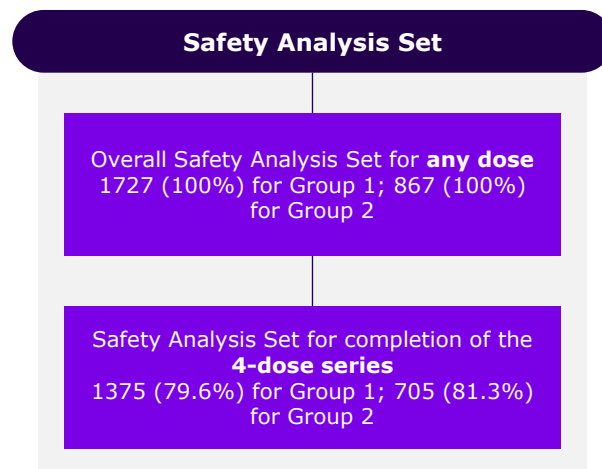 Safety Analysis Set
Overall Safety Analysis Set for any dose
1727 (100%) for Group 1; 867 (100%)
for Group 2
Safety Analysis Set for completion of the
4-dose series
1375 (79.6%) for Group 1; 705 (81.3%)
for Group 2